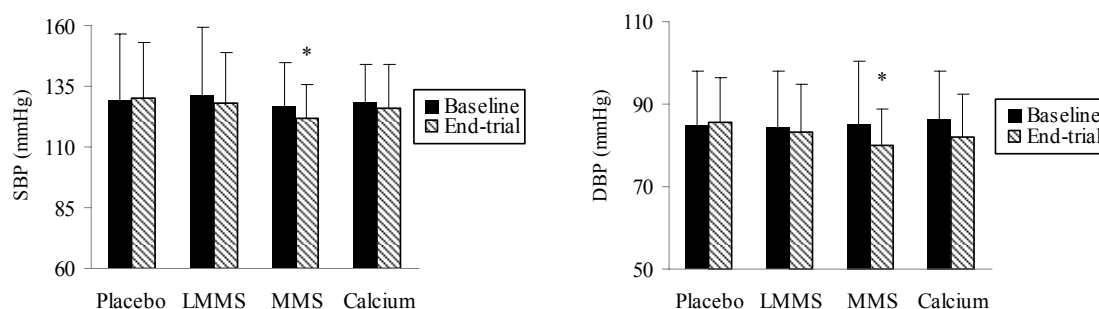 160
135
110
85
60
SBP (mmHg)
*
Baseline
End-trial
Placebo LMMS MMS Calcium
110
90
70
50
DBP (mmHg)
*
Baseline
End-trial
Placebo LMMS MMS Calcium